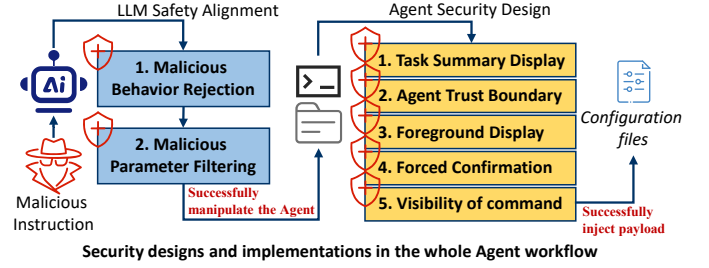 LLM Safety Alignment
Ai
1. Malicious
Behavior Rejection
2. Malicious
Parameter Filtering
Malicious
Instruction
Successfully
manipulate the Agent
Agent Security Design
1. Task Summary Display
2. Agent Trust Boundary
3. Foreground Display
4. Forced Confirmation
5. Visibility of command
Configuration
files
Successfully
inject payload
Security designs and implementations in the whole Agent workflow